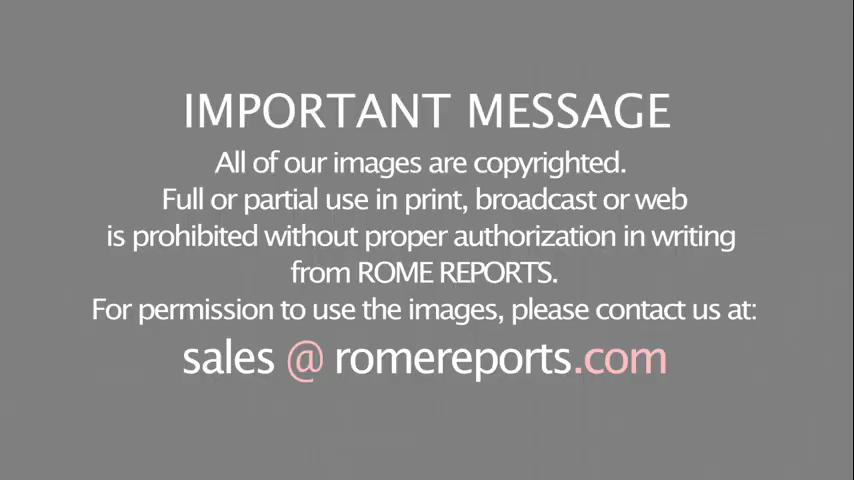 IMPORTANT MESSAGE
All of our images are copyrighted.
Full or partial use in print, broadcast or web
is prohibited without proper authorization in writing
from ROME REPORTS.
For permission to use the images, please contact us at:
sales @ romereports.com